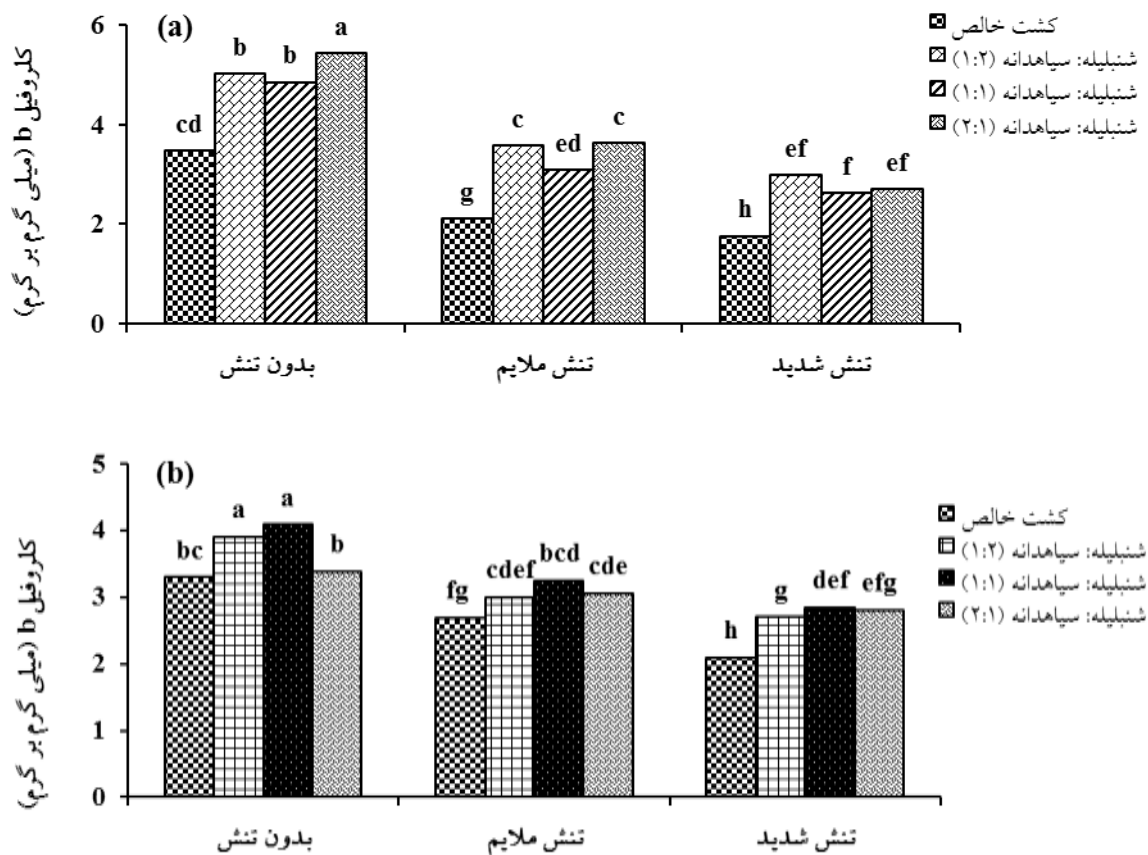 (a)
کلروفیل b (میلی گرم بر گرم)
6
4
2
0
cd
b
b
a
g
c
ed
c
h
ef
f
ef
بدون تنش
تنش ملایم
تنش شدید
کشت خالص
شنبلیله: سیاهدانه (۱:۲)
شنبلیله: سیاهدانه (۱:۱)
شنبلیله: سیاهدانه (۲:۱)
(b)
کلروفیل b (میلی گرم بر گرم)
5
4
3
2
1
0
bc
a
a
b
fg
cdef
bcd
cde
h
g
def
efg
بدون تنش
تنش ملایم
تنش شدید
کشت خالص
شنبلیله: سیاهدانه (۱:۲)
شنبلیله: سیاهدانه (۱:۱)
شنبلیله: سیاهدانه (۲:۱)